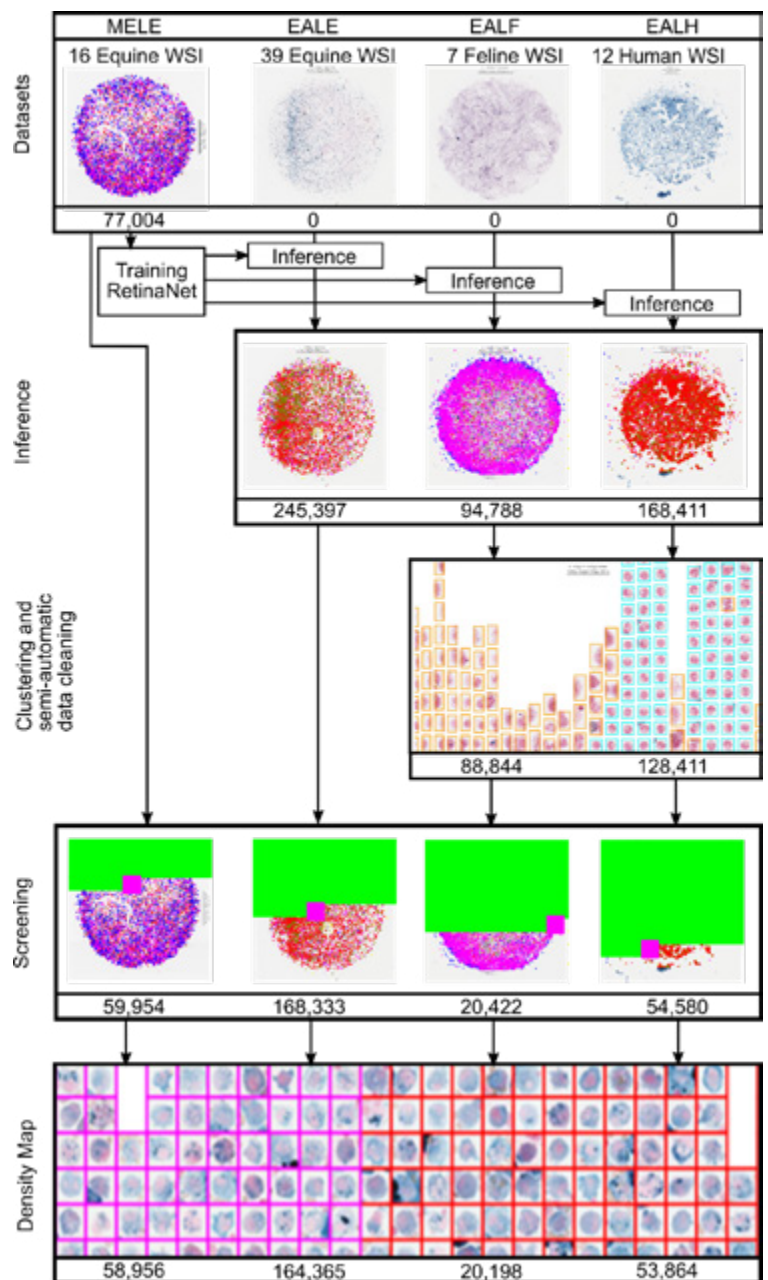 MELE EALE EALF EALH
16 Equine WSI 39 Equine WSI 7 Feline WSI 12 Human WSI
Datasets
77,004 0 0 0
Training
RetinaNet
Inference
Inference
Inference
Inference
245,397 94,788 168,411
Clustering and
semi-automatic
data cleaning
88,844 128,411
Screening
59,954 168,333 20,422 54,580
Density Map
58,956 164,365 20,198 53,864